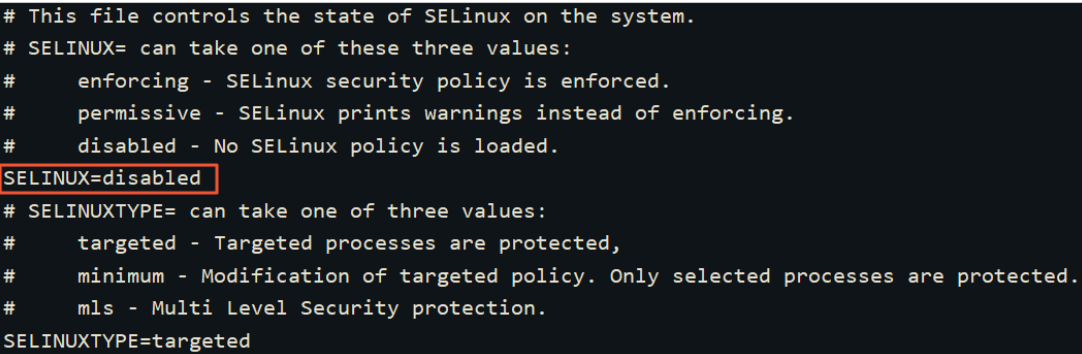 # This file controls the state of SELinux on the system.
# SELINUX= can take one of these three values:
#     enforcing - SELinux security policy is enforced.
#     permissive - SELinux prints warnings instead of enforcing.
#     disabled - No SELinux policy is loaded.
SELINUX=disabled
# SELINUXTYPE= can take one of three values:
#     targeted - Targeted processes are protected,
#     minimum - Modification of targeted policy. Only selected processes are protected.
#     mls - Multi Level Security protection.
SELINUXTYPE=targeted